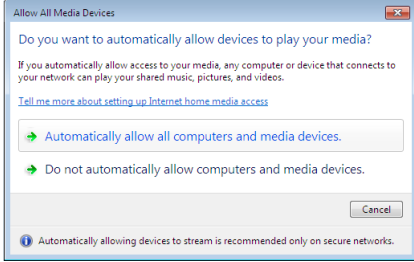 Allow All Media Devices
Do you want to automatically allow devices to play your media?
If you automatically allow access to your media, any computer or device that connects to
your network can play your shared music, pictures, and videos.
Tell me more about setting up Internet home media access
Automatically allow all computers and media devices.
Do not automatically allow computers and media devices.
Cancel
Automatically allowing devices to stream is recommended only on secure networks.